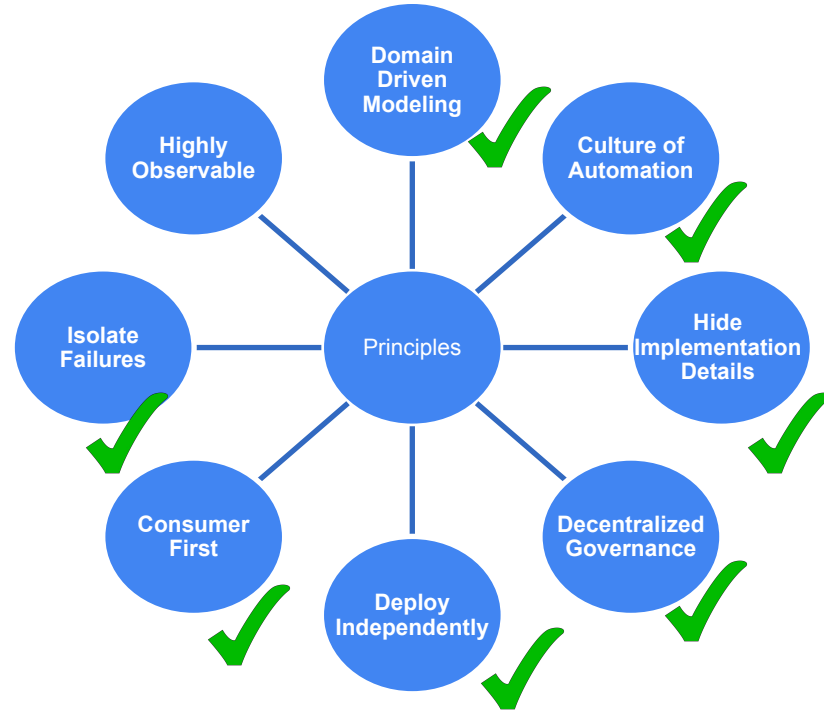 Domain
Driven
Modeling
Culture of
Automation
Hide
Implementation
Details
Decentralized
Governance
Deploy
Independently
Consumer
First
Isolate
Failures
Highly
Observable
Principles